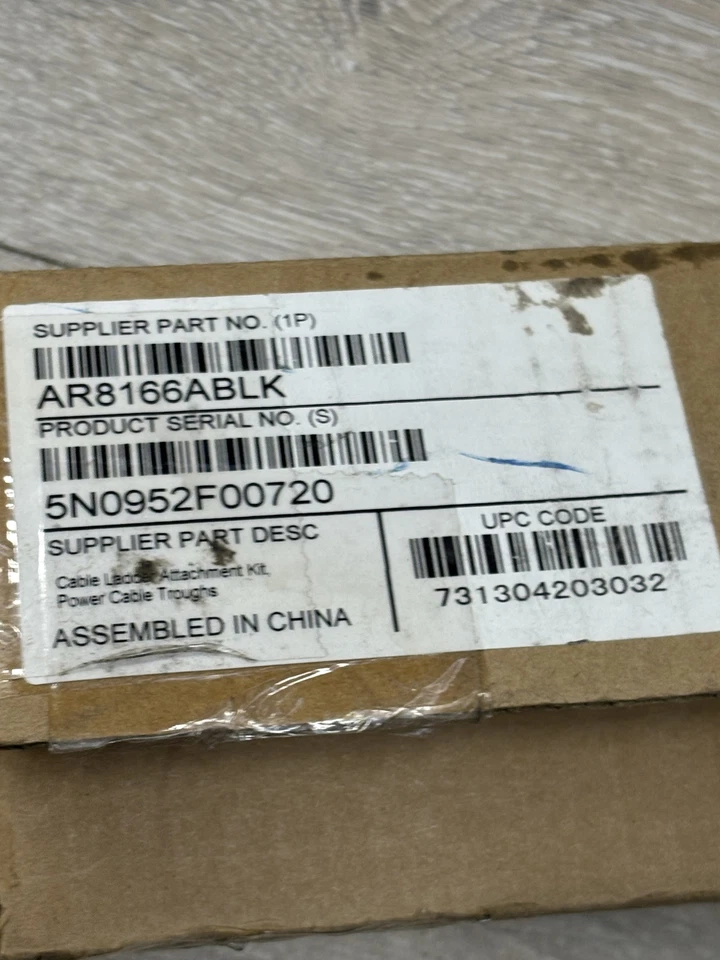 SUPPLIER PART NO. (1P)
AR8166ABLK
PRODUCT SERIAL NO. (S)
5N0952F00720
SUPPLIER PART DESC
Cable Ladder Attachment Kit,
Power Cable Troughs
ASSEMBLED IN CHINA
UPC CODE
731304203032